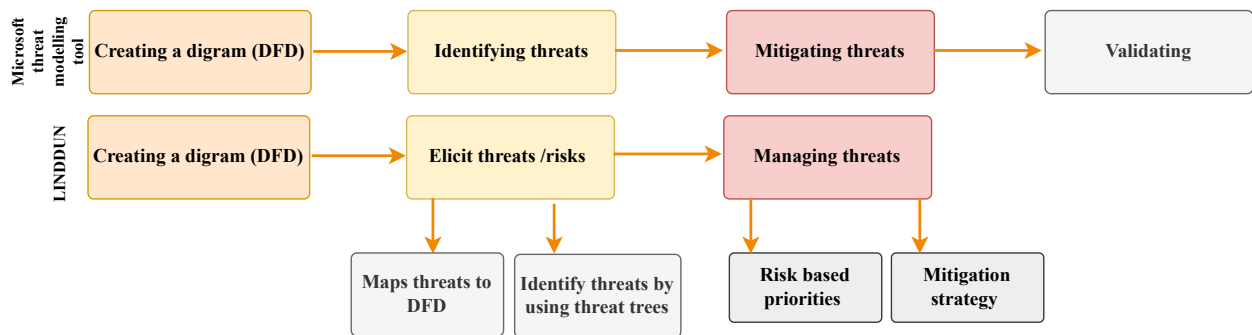 Microsoft
threat
modelling
tool
Creating a digram (DFD)
Identifying threats
Mitigating threats
Validating
LINDDUN
Creating a digram (DFD)
Elicit threats /risks
Managing threats
Maps threats to
DFD
Identify threats by
using threat trees
Risk based
priorities
Mitigation
strategy